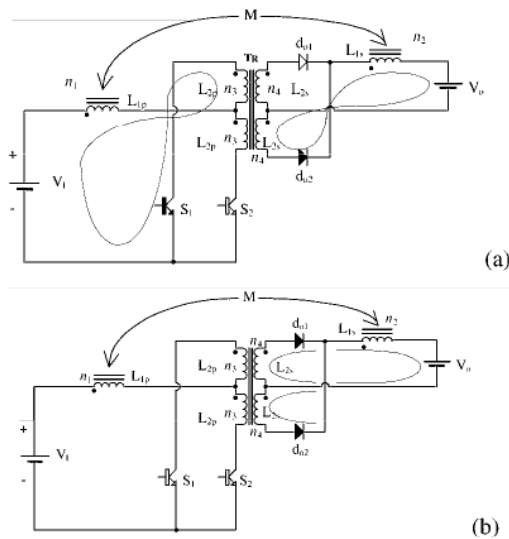 M
n1
TR
do1
L1s
n2
L1p
L2p
n3
n4
L2s
Vo
L2p
n3
L2s
n4
do2
+
VI
-
S1
S2
(a)
M
n2
n4
do1
L1s
n1
L1p
L2p
n3
L2s
Vo
L2p
n3
n4
do2
+
VI
-
S1
S2
(b)